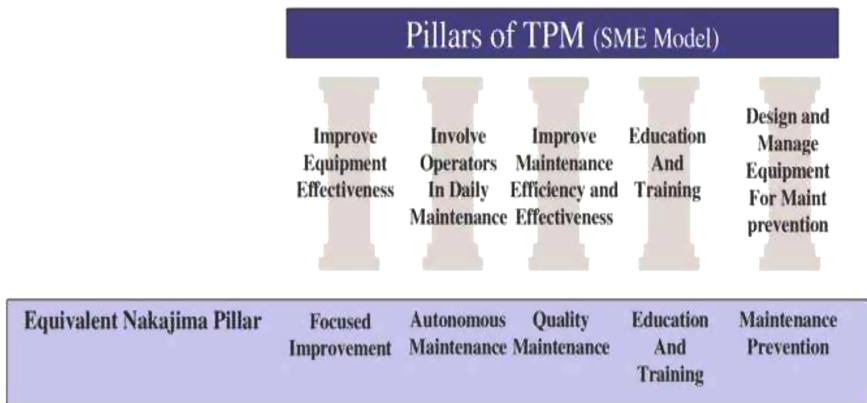 Pillars of TPM (SME Model)
Improve
Equipment
Effectiveness
Involve
Operators
In Daily
Maintenance
Improve
Maintenance
Efficiency and
Effectiveness
Education
And
Training
Design and
Manage
Equipment
For Maint
prevention
Equivalent Nakajima Pillar
Focused
Improvement
Autonomous
Maintenance
Quality
Maintenance
Education
And
Training
Maintenance
Prevention